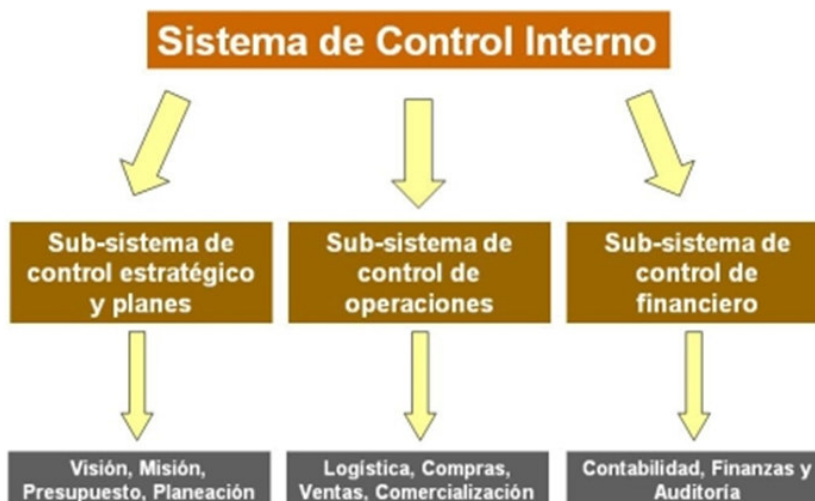 Sistema de Control Interno
Sub-sistema de
control estratégico
y planes
Sub-sistema de
control de
operaciones
Sub-sistema de
control de
financiero
Visión, Misión,
Presupuesto, Planeación
Logística, Compras,
Ventas, Comercialización
Contabilidad, Finanzas y
Auditoría